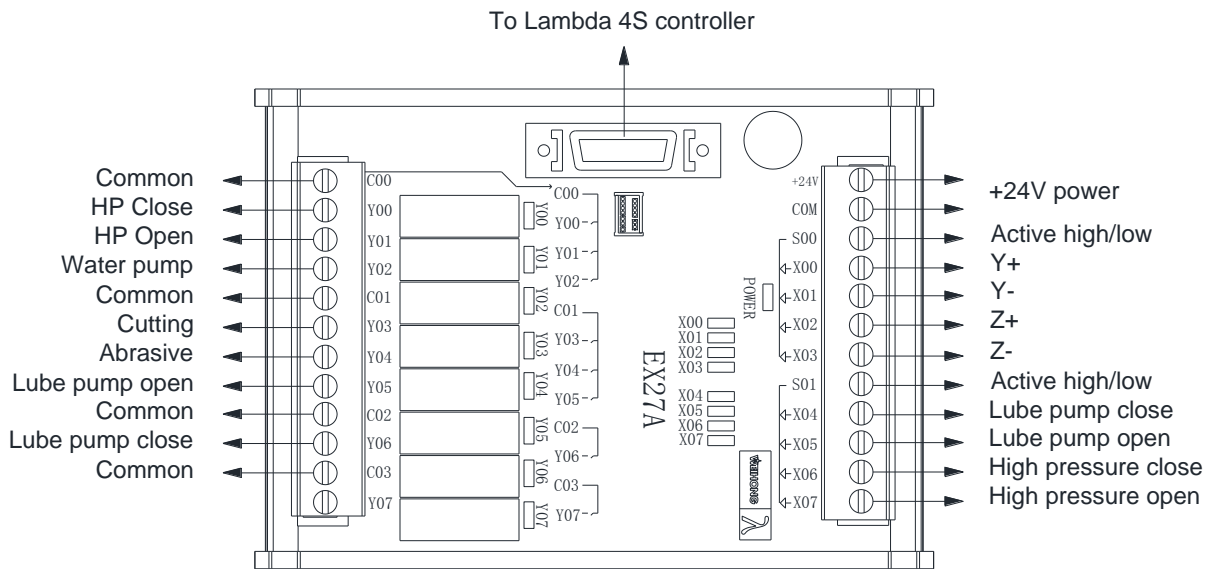 To Lambda 4S controller
Common
HP Close
HP Open
Water pump
Common
Cutting
Abrasive
Lube pump open
Common
Lube pump close
Common
C00
Y00
Y01
Y02
C01
Y03
Y04
Y05
C02
Y06
C03
Y07
Y00
Y01
Y02
Y03
Y04
Y05
Y06
Y07
C00
Y00
Y01
Y02
C01
Y03
Y04
Y05
C02
Y06
C03
Y07
EX27A
X00
X01
X02
X03
X04
X05
X06
X07
POWER
WEIHONG
λ
+24V
COM
S00
X00
X01
X02
X03
S01
X04
X05
X06
X07
+24V power
Active high/low
Y+
Y-
Z+
Z-
Active high/low
Lube pump close
Lube pump open
High pressure close
High pressure open